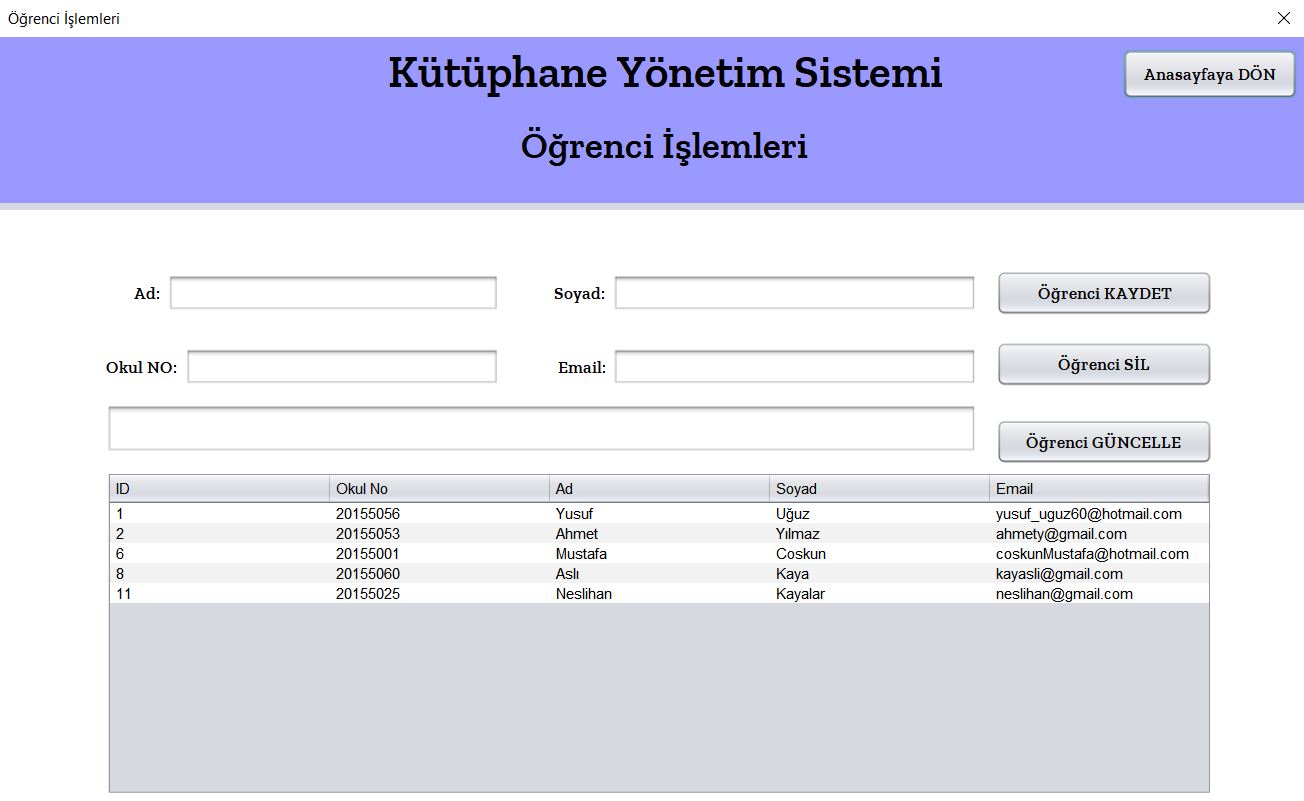 Öğrenci İşlemleri
Kütüphane Yönetim Sistemi
Anasayfaya DÖN
Öğrenci İşlemleri
Ad:
Soyad:
Öğrenci KAYDET
Okul NO:
Email:
Öğrenci SİL
Öğrenci GÜNCELLE
ID Okul No Ad Soyad Email
1 20155056 Yusuf Uğuz yusuf_uguz60@hotmail.com
2 20155053 Ahmet Yılmaz ahmety@gmail.com
6 20155001 Mustafa Coskun coskunMustafa@hotmail.com
8 20155060 Aslı Kaya kayasli@gmail.com
11 20155025 Neslihan Kayalar neslihan@gmail.com